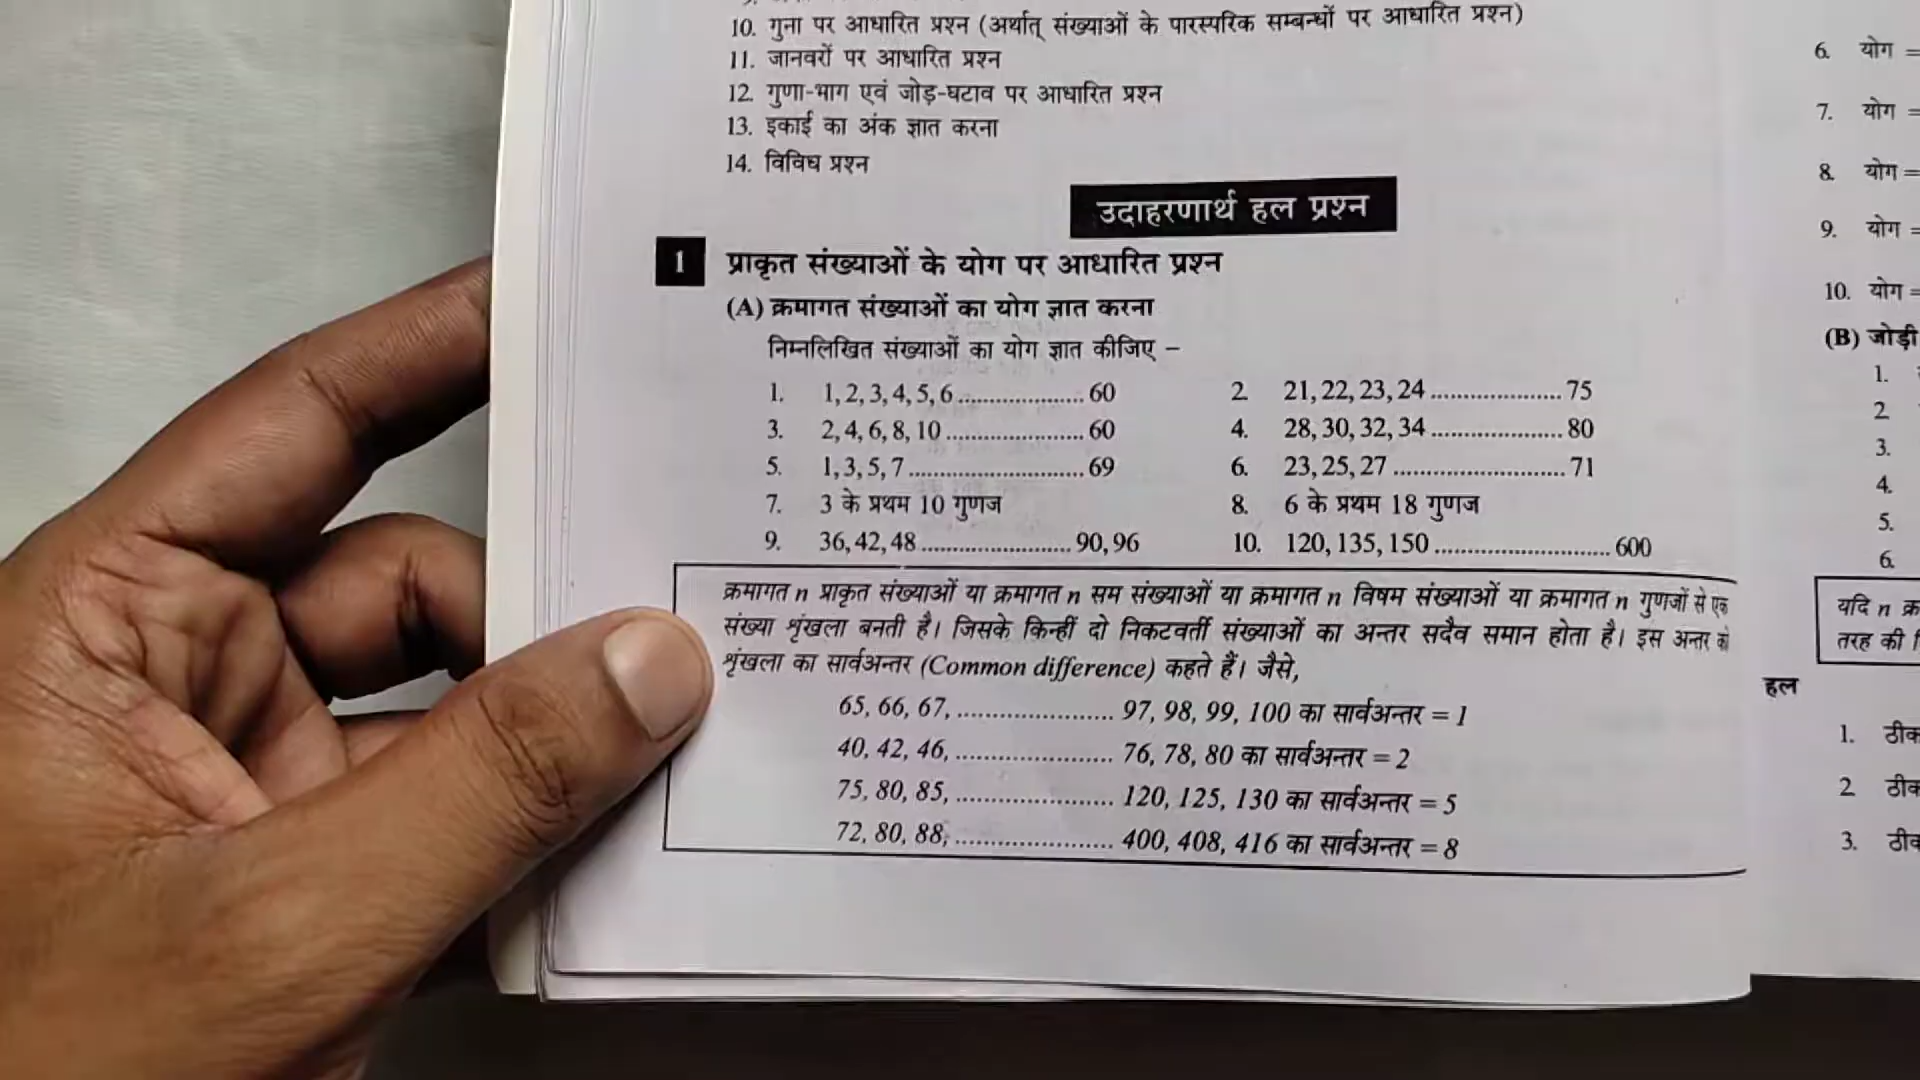 10. गुना पर आधारित प्रश्न (अर्थात् संख्याओं के पारस्परिक सम्बन्धों पर आधारित प्रश्न)
11. जानवरों पर आधारित प्रश्न
12. गुणा-भाग एवं जोड़-घटाव पर आधारित प्रश्न
13. इकाई का अंक ज्ञात करना
14. विविध प्रश्न
उदाहरणार्थ हल प्रश्न
1 प्राकृत संख्याओं के योग पर आधारित प्रश्न
(A) क्रमागत संख्याओं का योग ज्ञात करना
निम्नलिखित संख्याओं का योग ज्ञात कीजिए –
1. 1, 2, 3, 4, 5, 6 ................... 60 2. 21, 22, 23, 24 .................... 75
3. 2, 4, 6, 8, 10 ..................... 60 4. 28, 30, 32, 34 .................... 80
5. 1, 3, 5, 7 ............................... 69 6. 23, 25, 27 .......................... 71
7. 3 के प्रथम 10 गुणज 8. 6 के प्रथम 18 गुणज
9. 36, 42, 48 ....................... 90, 96 10. 120, 135, 150 ........................... 600
क्रमागत n प्राकृत संख्याओं या क्रमागत n सम संख्याओं या क्रमागत n विषम संख्याओं या क्रमागत n गुणजों से एक
संख्या शृंखला बनती है। जिसके किन्हीं दो निकटवर्ती संख्याओं का अन्तर सदैव समान होता है। इस अन्तर को
शृंखला का सार्वअन्तर (Common difference) कहते हैं। जैसे,
65, 66, 67, ........................ 97, 98, 99, 100 का सार्वअन्तर = 1
40, 42, 46, ........................ 76, 78, 80 का सार्वअन्तर = 2
75, 80, 85, ........................ 120, 125, 130 का सार्वअन्तर = 5
72, 80, 88, ........................ 400, 408, 416 का सार्वअन्तर = 8
6. योग =
7. योग =
8. योग =
9. योग =
10. योग =
(B) जोड़ी
1.
2.
3.
4.
5.
6.
यदि n
तरह की
हल
1. ठीक
2. ठीक
3. ठीक